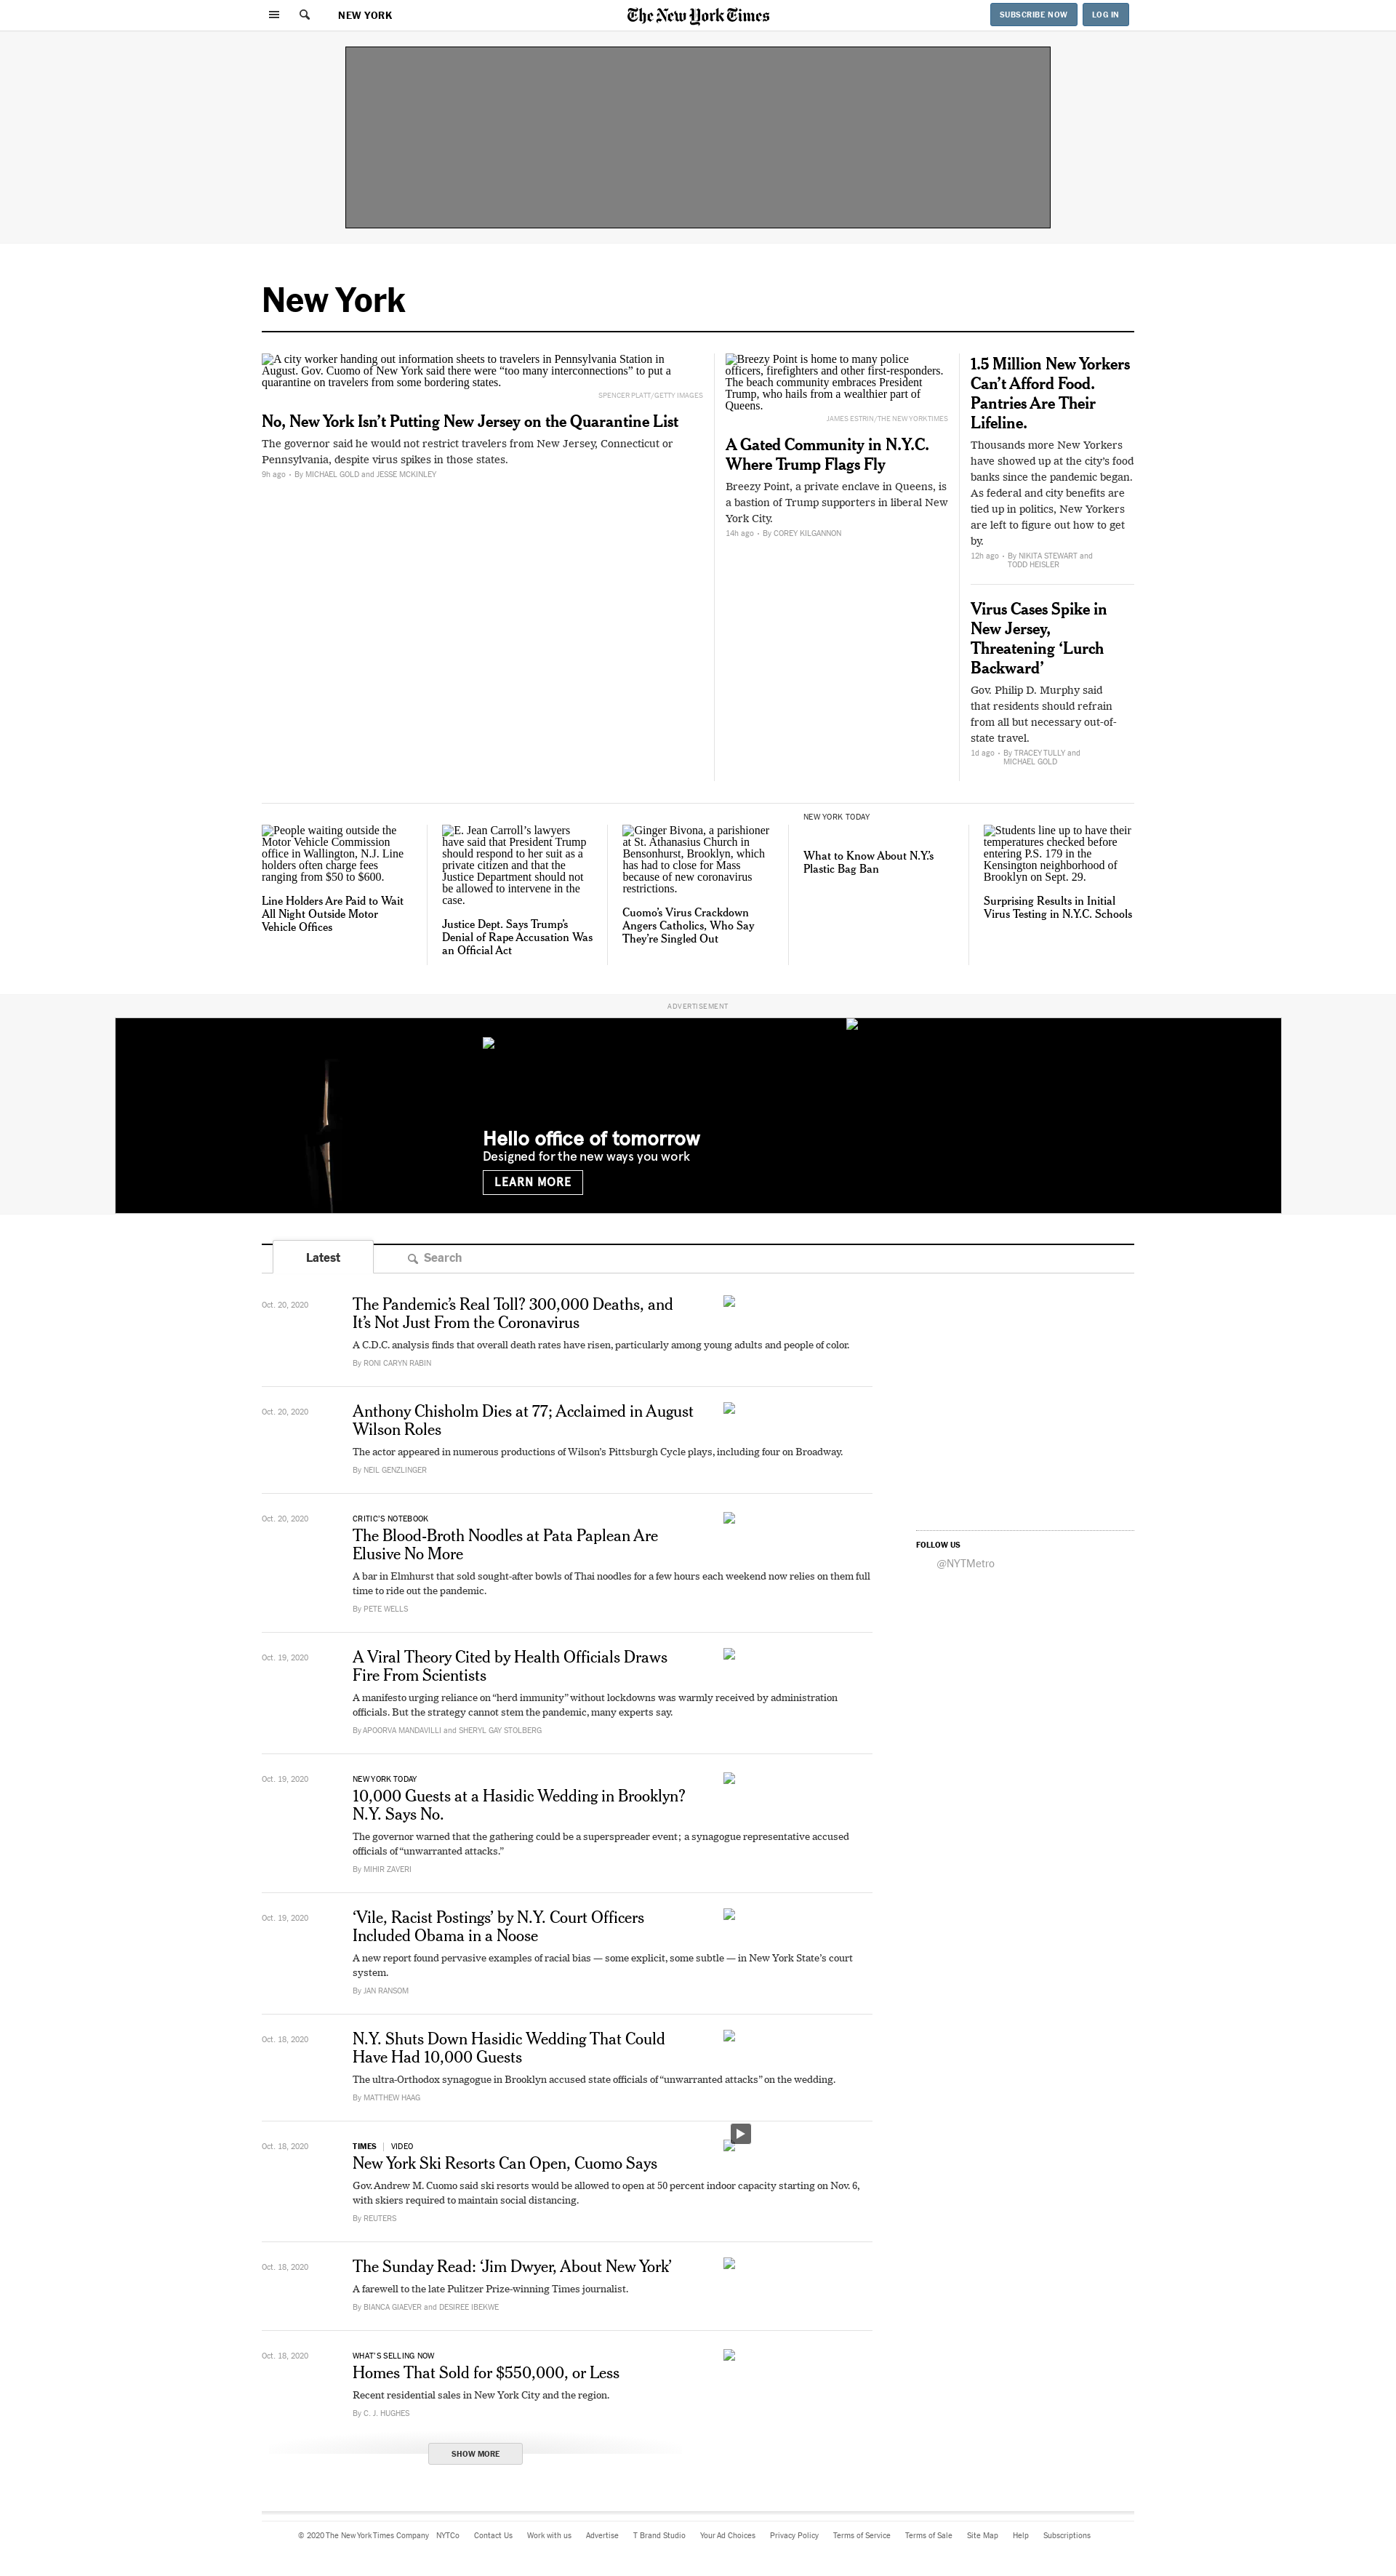 NEW YORK
The New York Times
SUBSCRIBE NOW
LOG IN
New York
A city worker handing out information sheets to travelers in Pennsylvania Station in
August. Gov. Cuomo of New York said there were “too many interconnections” to put a
quarantine on travelers from some bordering states.
SPENCER PLATT/GETTY IMAGES
No, New York Isn’t Putting New Jersey on the Quarantine List
The governor said he would not restrict travelers from New Jersey, Connecticut or
Pennsylvania, despite virus spikes in those states.
9h ago • By MICHAEL GOLD and JESSE MCKINLEY
Breezy Point is home to many police
officers, firefighters and other first-responders.
The beach community embraces President
Trump, who hails from a wealthier part of
Queens.
JAMES ESTRIN/THE NEW YORK TIMES
A Gated Community in N.Y.C.
Where Trump Flags Fly
Breezy Point, a private enclave in Queens, is
a bastion of Trump supporters in liberal New
York City.
14h ago • By COREY KILGANNON
1.5 Million New Yorkers
Can’t Afford Food.
Pantries Are Their
Lifeline.
Thousands more New Yorkers
have showed up at the city’s food
banks since the pandemic began.
As federal and city benefits are
tied up in politics, New Yorkers
are left to figure out how to get
by.
12h ago • By NIKITA STEWART and
TODD HEISLER
Virus Cases Spike in
New Jersey,
Threatening ‘Lurch
Backward’
Gov. Philip D. Murphy said
that residents should refrain
from all but necessary out-of-
state travel.
1d ago • By TRACEY TULLY and
MICHAEL GOLD
People waiting outside the
Motor Vehicle Commission
office in Wallington, N.J. Line
holders often charge fees
ranging from $50 to $600.
Line Holders Are Paid to Wait
All Night Outside Motor
Vehicle Offices
E. Jean Carroll’s lawyers
have said that President Trump
should respond to her suit as a
private citizen and that the
Justice Department should not
be allowed to intervene in the
case.
Justice Dept. Says Trump’s
Denial of Rape Accusation Was
an Official Act
Ginger Bivona, a parishioner
at St. Athanasius Church in
Bensonhurst, Brooklyn, which
has had to close for Mass
because of new coronavirus
restrictions.
Cuomo’s Virus Crackdown
Angers Catholics, Who Say
They’re Singled Out
NEW YORK TODAY
What to Know About N.Y.’s
Plastic Bag Ban
Students line up to have their
temperatures checked before
entering P.S. 179 in the
Kensington neighborhood of
Brooklyn on Sept. 29.
Surprising Results in Initial
Virus Testing in N.Y.C. Schools
ADVERTISEMENT
Hello office of tomorrow
Designed for the new ways you work
LEARN MORE
Latest
Search
Oct. 20, 2020
The Pandemic’s Real Toll? 300,000 Deaths, and
It’s Not Just From the Coronavirus
A C.D.C. analysis finds that overall death rates have risen, particularly among young adults and people of color.
By RONI CARYN RABIN
Oct. 20, 2020
Anthony Chisholm Dies at 77; Acclaimed in August
Wilson Roles
The actor appeared in numerous productions of Wilson’s Pittsburgh Cycle plays, including four on Broadway.
By NEIL GENZLINGER
Oct. 20, 2020
CRITIC’S NOTEBOOK
The Blood-Broth Noodles at Pata Paplean Are
Elusive No More
A bar in Elmhurst that sold sought-after bowls of Thai noodles for a few hours each weekend now relies on them full
time to ride out the pandemic.
By PETE WELLS
FOLLOW US
@NYTMetro
Oct. 19, 2020
A Viral Theory Cited by Health Officials Draws
Fire From Scientists
A manifesto urging reliance on “herd immunity” without lockdowns was warmly received by administration
officials. But the strategy cannot stem the pandemic, many experts say.
By APOORVA MANDAVILLI and SHERYL GAY STOLBERG
Oct. 19, 2020
NEW YORK TODAY
10,000 Guests at a Hasidic Wedding in Brooklyn?
N.Y. Says No.
The governor warned that the gathering could be a superspreader event; a synagogue representative accused
officials of “unwarranted attacks.”
By MIHIR ZAVERI
Oct. 19, 2020
‘Vile, Racist Postings’ by N.Y. Court Officers
Included Obama in a Noose
A new report found pervasive examples of racial bias — some explicit, some subtle — in New York State’s court
system.
By JAN RANSOM
Oct. 18, 2020
N.Y. Shuts Down Hasidic Wedding That Could
Have Had 10,000 Guests
The ultra-Orthodox synagogue in Brooklyn accused state officials of “unwarranted attacks” on the wedding.
By MATTHEW HAAG
Oct. 18, 2020
TIMES | VIDEO
New York Ski Resorts Can Open, Cuomo Says
Gov. Andrew M. Cuomo said ski resorts would be allowed to open at 50 percent indoor capacity starting on Nov. 6,
with skiers required to maintain social distancing.
By REUTERS
Oct. 18, 2020
The Sunday Read: ‘Jim Dwyer, About New York’
A farewell to the late Pulitzer Prize-winning Times journalist.
By BIANCA GIAEVER and DESIREE IBEKWE
Oct. 18, 2020
WHAT’S SELLING NOW
Homes That Sold for $550,000, or Less
Recent residential sales in New York City and the region.
By C. J. HUGHES
SHOW MORE
© 2020 The New York Times Company NYTCo Contact Us Work with us Advertise T Brand Studio Your Ad Choices Privacy Policy Terms of Service Terms of Sale Site Map Help Subscriptions